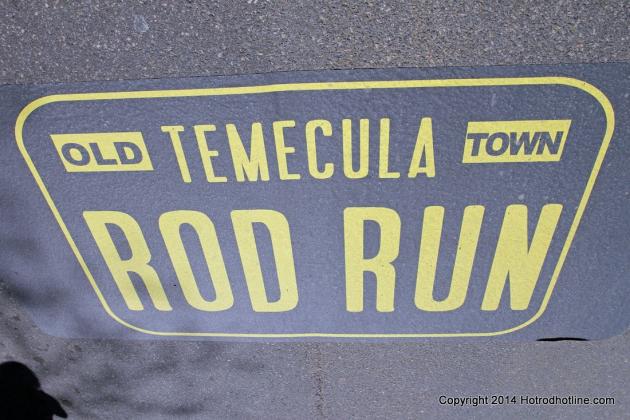 OLD TEMECULA TOWN
ROD RUN
Copyright 2014 Hotrodhotline.com